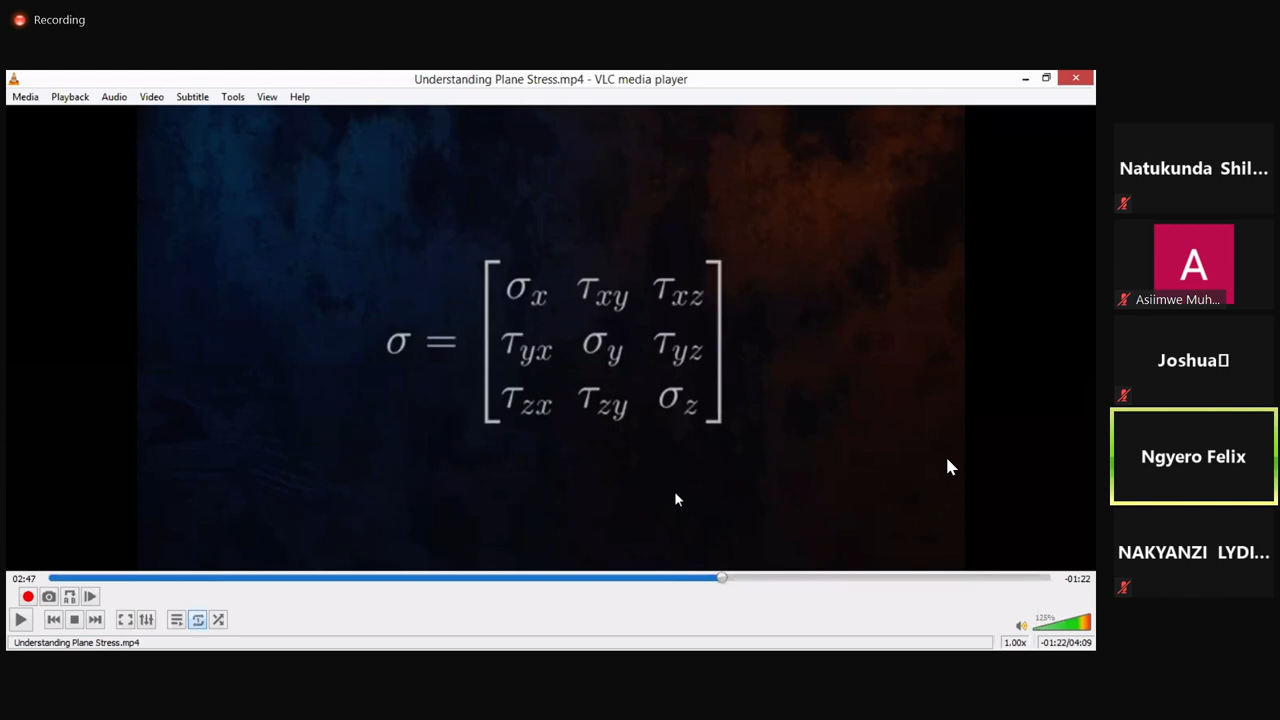 Recording
Understanding Plane Stress.mp4 - VLC media player
Media Playback Audio Video Subtitle Tools View Help
σ = [ σx τxy τxz
τyx σy τyz
τzx τzy σz ]
02:47
-01:22
125%
Understanding Plane Stress.mp4
1.00x
-01:22/04:09
Natukunda Shil...
A
Asiimwe Muh...
Joshua
Ngyero Felix
NAKYANZI LYDI...